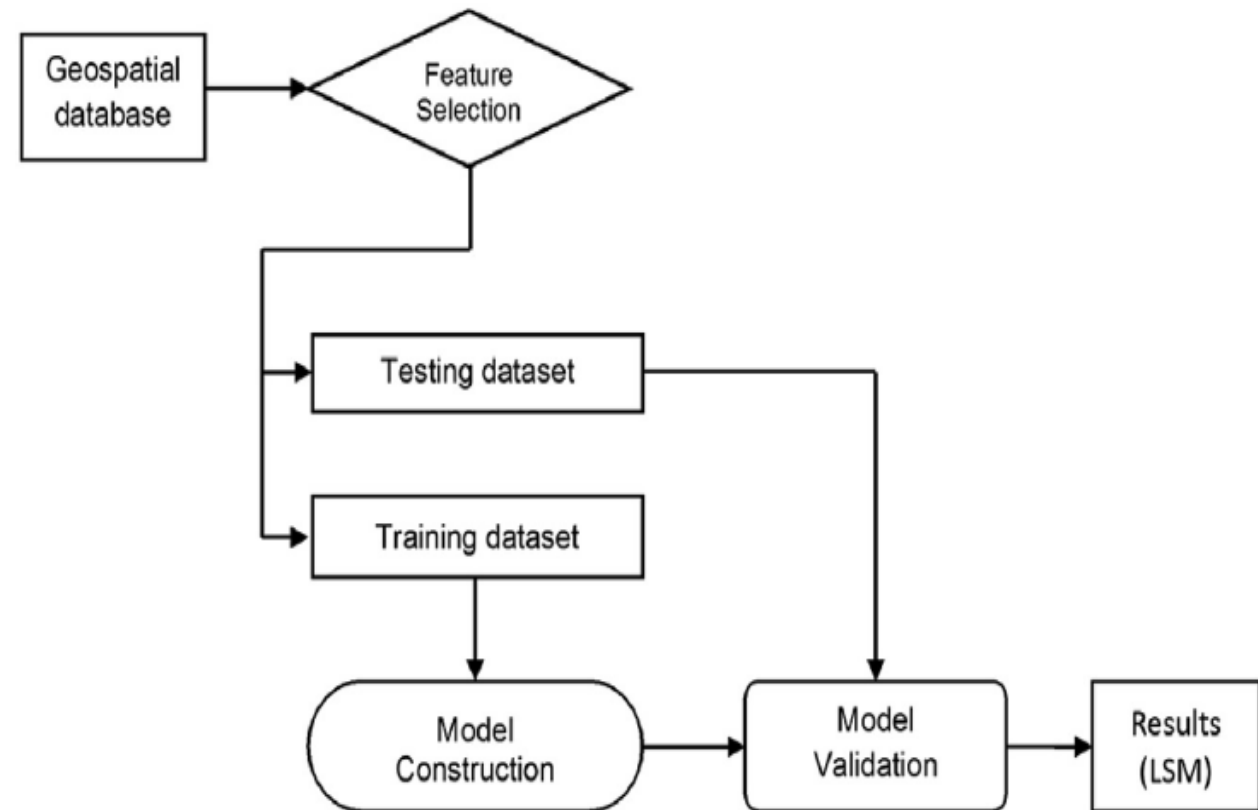 Geospatial
database
Feature
Selection
Testing dataset
Training dataset
Model
Construction
Model
Validation
Results
(LSM)